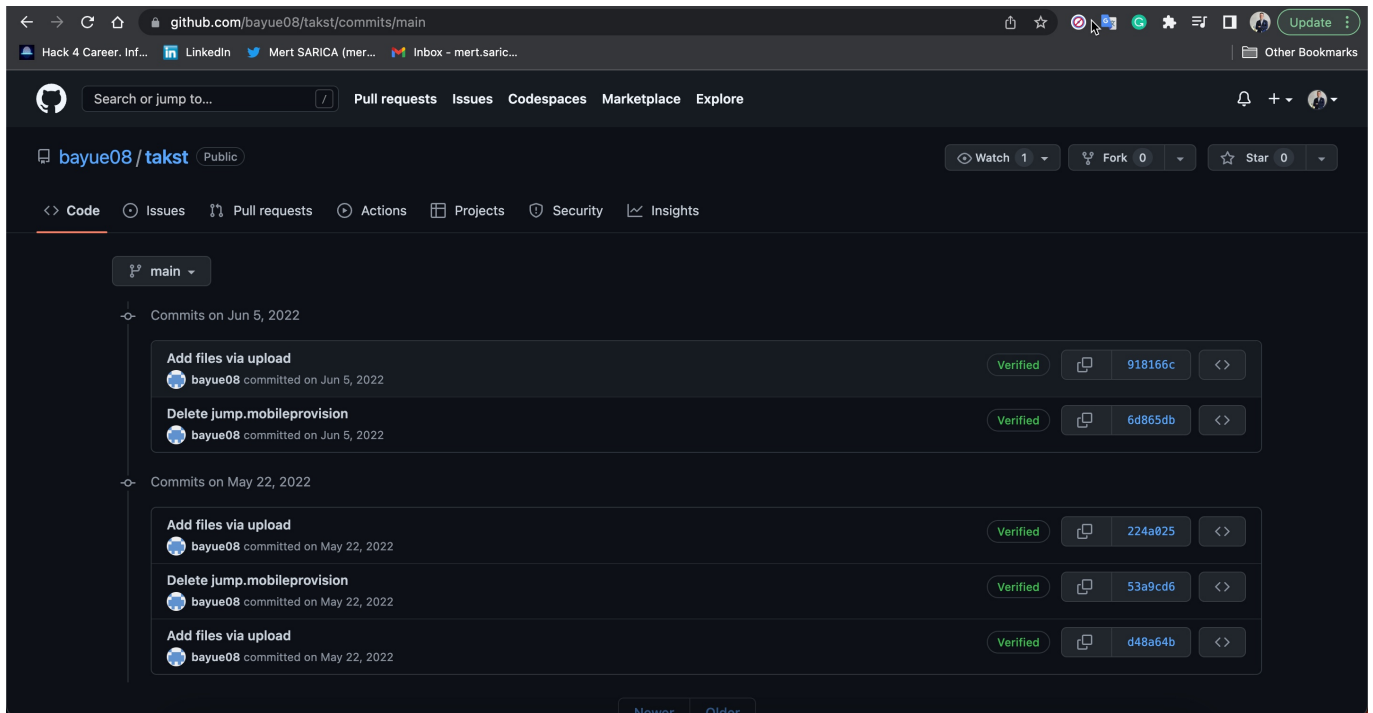 github.com/bayue08/takst/commits/main
Update
Hack 4 Career. Inf... LinkedIn Mert SARICA (mer... Inbox - mert.saric... Other Bookmarks
Search or jump to... / Pull requests Issues Codespaces Marketplace Explore
bayue08 / takst Public Watch 1 Fork 0 Star 0
<> Code Issues Pull requests Actions Projects Security Insights
main
Commits on Jun 5, 2022
Add files via upload
bayue08 committed on Jun 5, 2022
Verified 918166c <>
Delete jump.mobileprovision
bayue08 committed on Jun 5, 2022
Verified 6d865db <>
Commits on May 22, 2022
Add files via upload
bayue08 committed on May 22, 2022
Verified 224a025 <>
Delete jump.mobileprovision
bayue08 committed on May 22, 2022
Verified 53a9cd6 <>
Add files via upload
bayue08 committed on May 22, 2022
Verified d48a64b <>
Newer Older